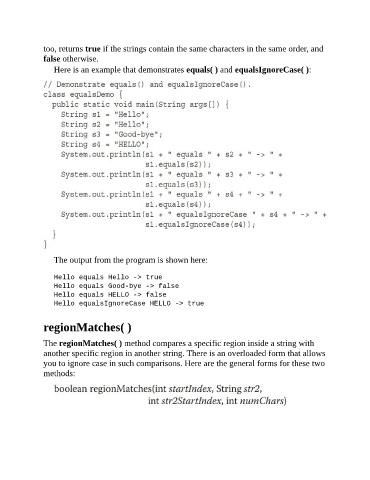 too, returns true if the strings contain the same characters in the same order, and
false otherwise.
Here is an example that demonstrates equals( ) and equalsIgnoreCase( ):
// Demonstrate equals() and equalsIgnoreCase().
class equalsDemo {
public static void main(String args[]) {
String s1 = "Hello";
String s2 = "Hello";
String s3 = "Good-bye";
String s4 = "HELLO";
System.out.println(s1 + " equals " + s2 + " -> " +
s1.equals(s2));
System.out.println(s1 + " equals " + s3 + " -> " +
s1.equals(s3));
System.out.println(s1 + " equals " + s4 + " -> " +
s1.equals(s4));
System.out.println(s1 + " equalsIgnoreCase " + s4 + " -> " +
s1.equalsIgnoreCase(s4));
}
}
The output from the program is shown here:
Hello equals Hello -> true
Hello equals Good-bye -> false
Hello equals HELLO -> false
Hello equalsIgnoreCase HELLO -> true
regionMatches( )
The regionMatches( ) method compares a specific region inside a string with
another specific region in another string. There is an overloaded form that allows
you to ignore case in such comparisons. Here are the general forms for these two
methods:
boolean regionMatches(int startIndex, String str2,
int str2StartIndex, int numChars)